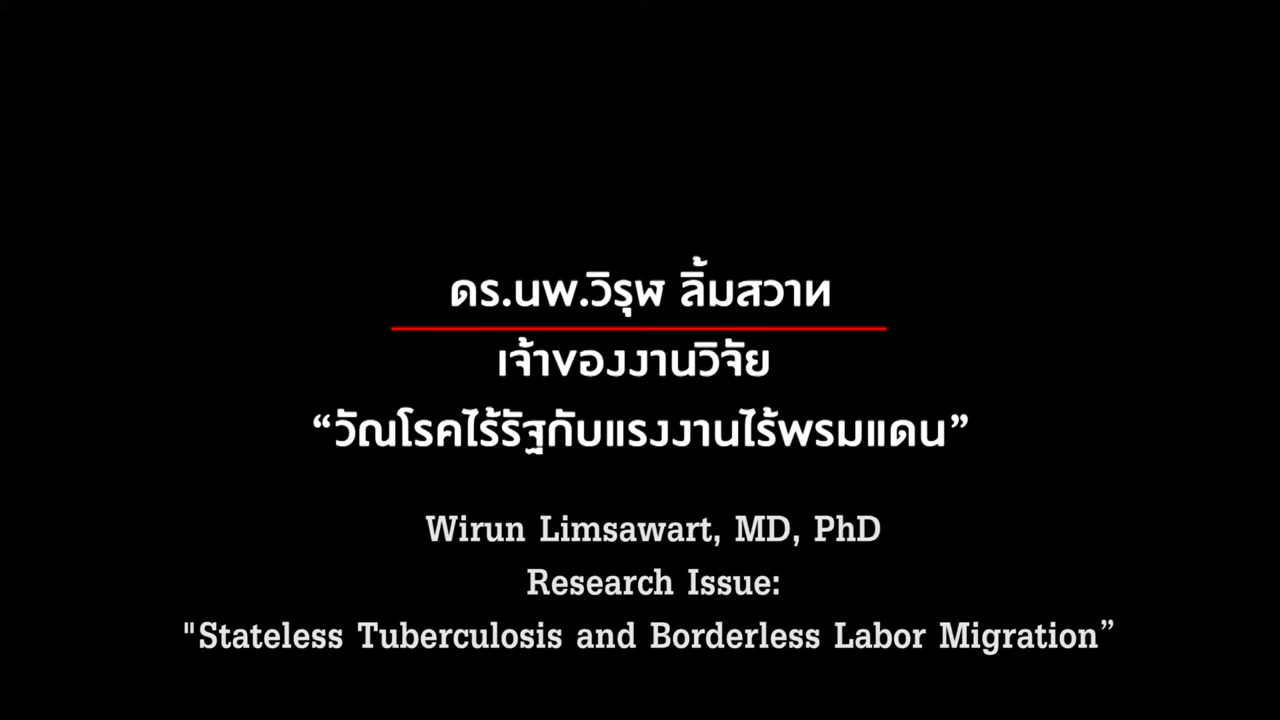 ดร.นพ.วิรุฬ ลิ้มสวาท
เจ้าของงานวิจัย
“วัณโรคไร้รัฐกับแรงงานไร้พรมแดน”
Wirun Limsawart, MD, PhD
Research Issue:
"Stateless Tuberculosis and Borderless Labor Migration”